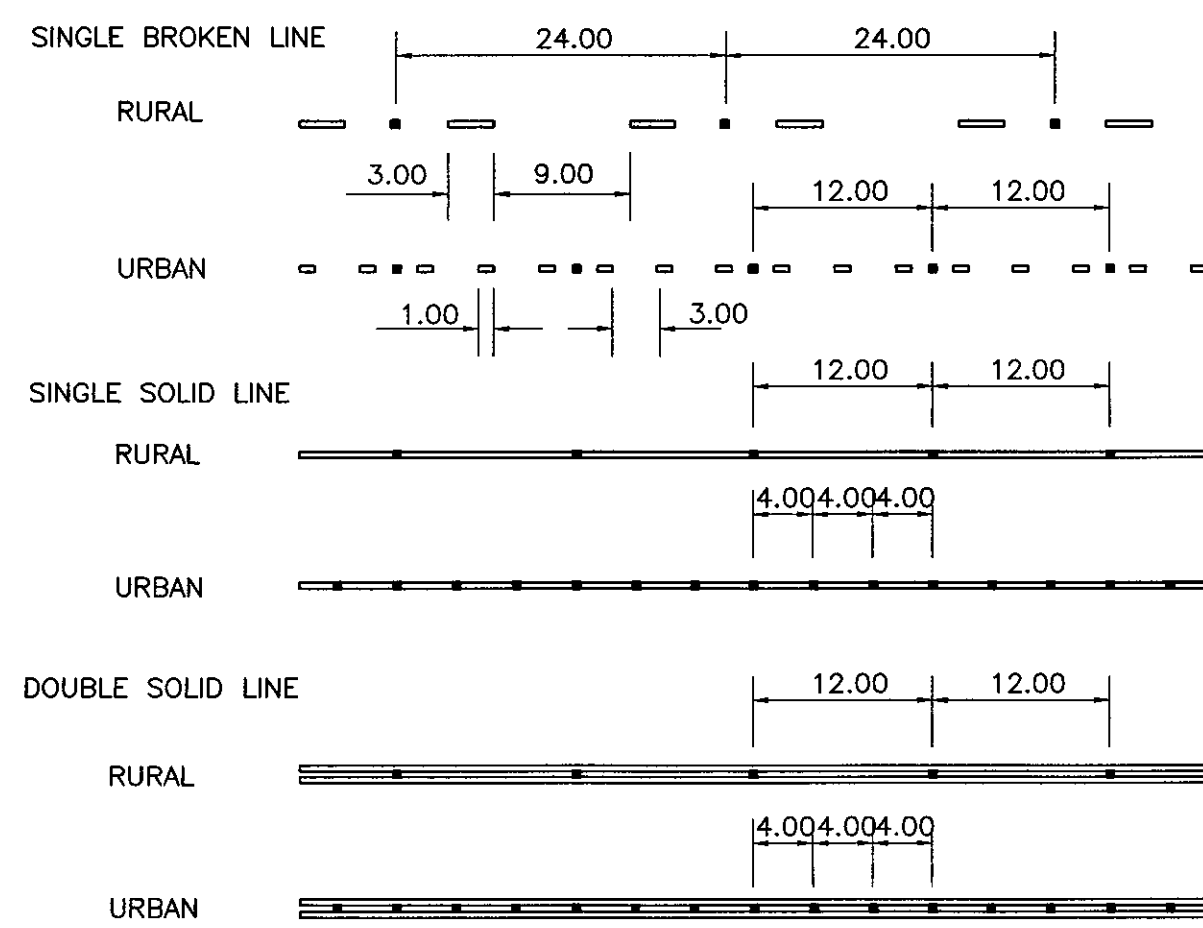 SINGLE BROKEN LINE 24.00 24.00
RURAL
3.00 9.00
12.00 12.00
URBAN
1.00 3.00
12.00 12.00
SINGLE SOLID LINE
RURAL
4.00 4.00 4.00
URBAN
DOUBLE SOLID LINE 12.00 12.00
RURAL
4.00 4.00 4.00
URBAN